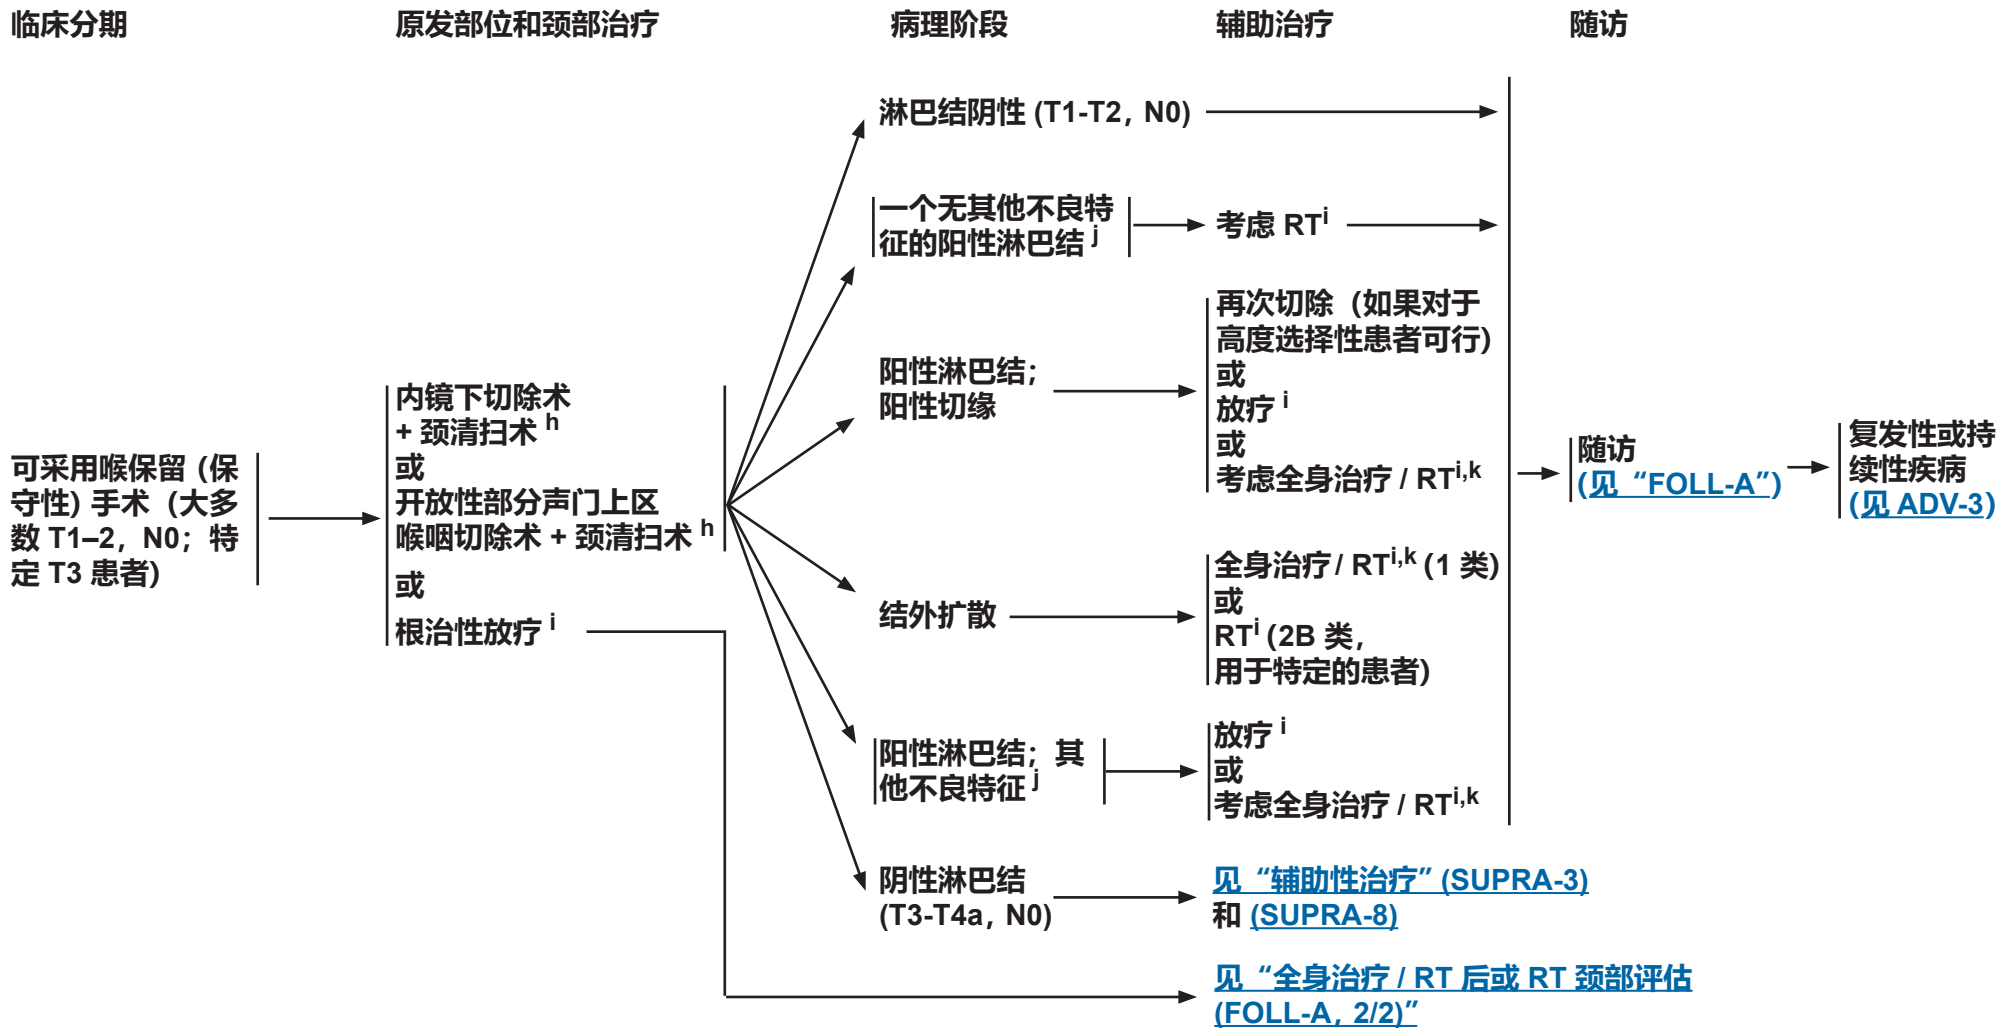 临床分期
原发部位和颈部治疗
病理阶段
辅助治疗
随访
可采用喉保留 (保
守性) 手术 (大多
数 T1–2, N0; 特
定 T3 患者)
内镜下切除术
+ 颈清扫术 h
或
开放性部分声门上区
喉咽切除术 + 颈清扫术 h
或
根治性放疗 i
淋巴结阴性 (T1-T2, N0)
一个无其他不良特
征的阳性淋巴结 j
考虑 RTi
阳性淋巴结;
阳性切缘
再次切除 (如果对于
高度选择性患者可行)
或
放疗 i
或
考虑全身治疗 / RTi,k
结外扩散
全身治疗 / RTi,k (1 类)
或
RTi (2B 类,
用于特定的患者)
阳性淋巴结; 其
他不良特征 j
放疗 i
或
考虑全身治疗 / RTi,k
阴性淋巴结
(T3-T4a, N0)
见 “辅助性治疗” (SUPRA-3)
和 (SUPRA-8)
见 “全身治疗 / RT 后或 RT 颈部评估
(FOLL-A, 2/2)”
随访
(见 “FOLL-A”)
复发性或持
续性疾病
(见 ADV-3)